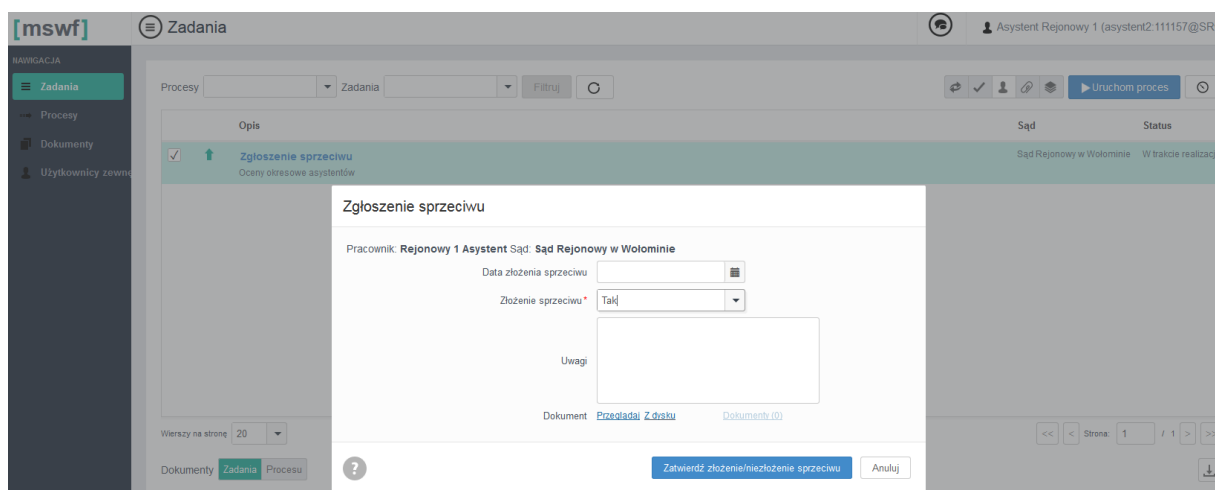 [mswf]
Zadania
Asystent Rejonowy 1 (asystent2:111157@SR
NAWIGACJA
Zadania
Procesy
Dokumenty
Użytkownicy zewnę
Procesy
Zadania
Filtruj
Uruchom proces
Opis
Sąd
Status
Zgłoszenie sprzeciwu
Oceny okresowe asystentów
Sąd Rejonowy w Wołominie
W trakcie realizacj
Zgłoszenie sprzeciwu
Pracownik: Rejonowy 1 Asystent Sąd: Sąd Rejonowy w Wołominie
Data złożenia sprzeciwu
Złożenie sprzeciwu* Tak
Uwagi
Dokument Przeglądaj Z dysku Dokumenty (0)
Wierszy na stronę 20
<< < Strona: 1 / 1 > >>
Dokumenty Zadania Procesu
? Zatwierdź złożenie/niezłożenie sprzeciwu Anuluj